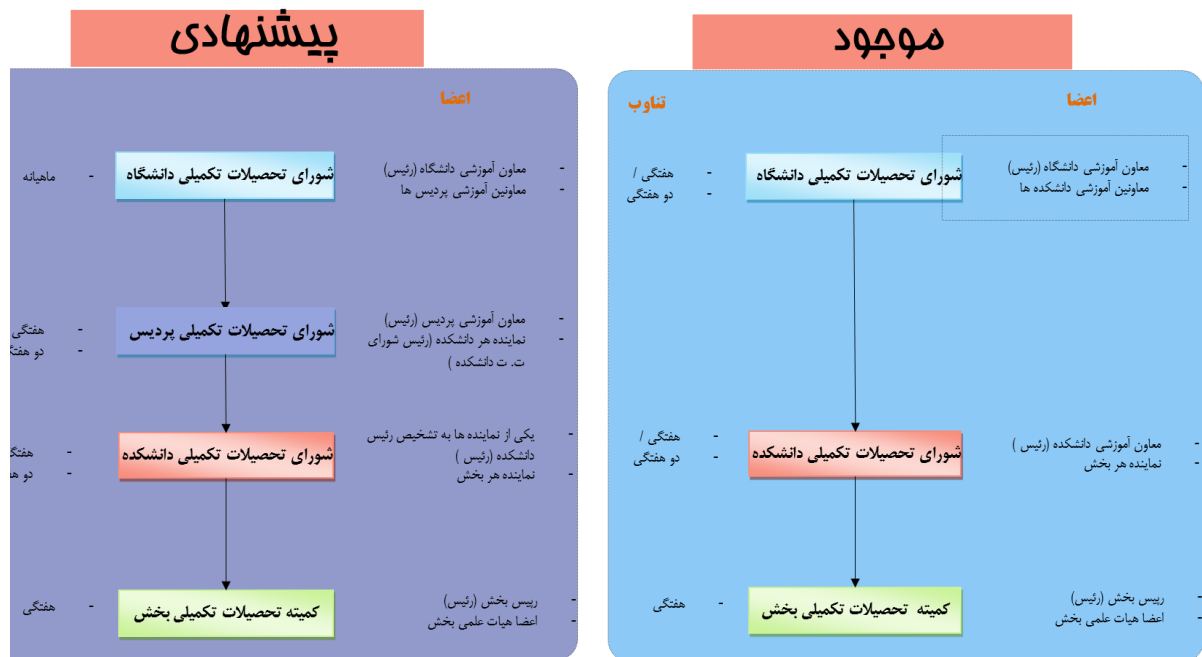 موجود
اعضا
تناوب
- معاون آموزشی دانشگاه (رئیس)
- معاونین آموزشی دانشکده ها
شورای تحصیلات تکمیلی دانشگاه
- هفتگی /
- دو هفتگی
- معاون آموزشی دانشکده (رئیس )
- نماینده هر بخش
شورای تحصیلات تکمیلی دانشکده
- هفتگی /
- دو هفتگی
- رییس بخش (رئیس)
- اعضا هیات علمی بخش
کمیته تحصیلات تکمیلی بخش
- هفتگی
پیشنهادی
اعضا
- معاون آموزشی دانشگاه (رئیس)
- معاونین آموزشی پردیس ها
شورای تحصیلات تکمیلی دانشگاه
- ماهیانه
- معاون آموزشی پردیس (رئیس)
- نماینده هر دانشکده (رئیس شورای
ت. ت دانشکده )
شورای تحصیلات تکمیلی پردیس
- هفتگی
- دو
- یکی از نماینده ها به تشخیص رئیس
دانشکده (رئیس )
- نماینده هر بخش
شورای تحصیلات تکمیلی دانشکده
- دو
- رییس بخش (رئیس)
- اعضا هیات علمی بخش
کمیته تحصیلات تکمیلی بخش
- هفتگی